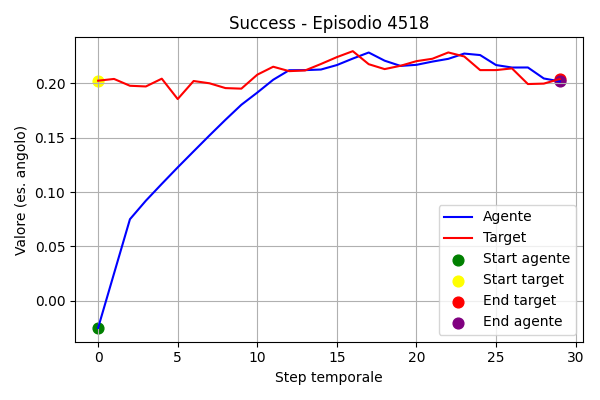 Success - Episodio 4518
Valore (es. angolo)
0.20
0.15
0.10
0.05
0.00
Agente
Target
Start agente
Start target
End target
End agente
0 5 10 15 20 25 30
Step temporale